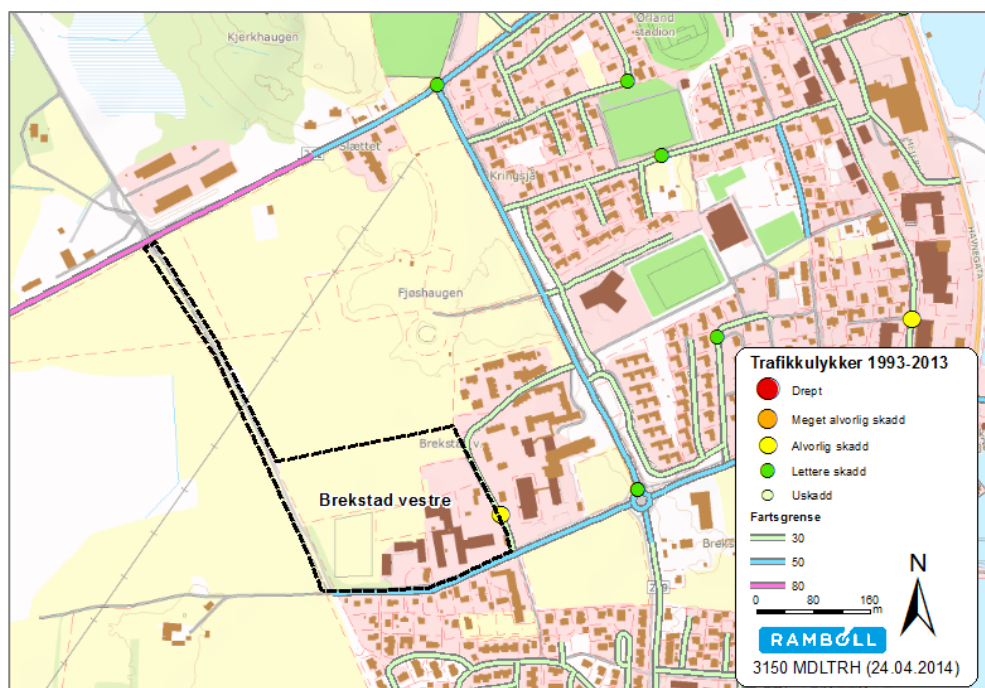 Kjerkhaugen
Ørland
stadion
Slættet
Kringsjå
Fjøshaugen
HAVNEGATA
Brekstad v.
Brekstad vestre
Breks
Trafikkulykker 1993-2013
Drept
Meget alvorlig skadd
Alvorlig skadd
Lettere skadd
Uskadd
Fartsgrense
30
50
80
0 80 160
m
N
RAMBOLL
3150 MDLTRH (24.04.2014)